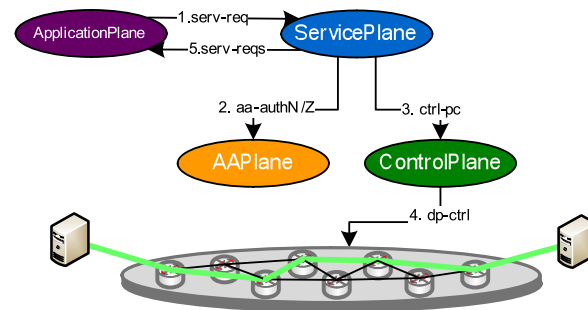 1.serv-req
ApplicationPlane
ServicePlane
5.serv-reqs
2. aa-authN/Z
3. ctrl-pc
AAPlane
ControlPlane
4. dp-ctrl